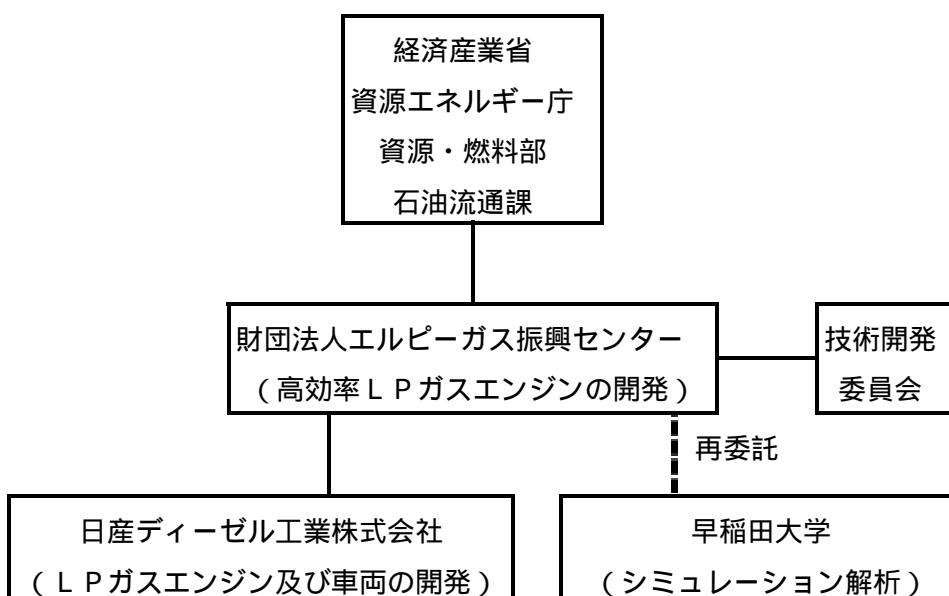 経済産業省
資源エネルギー庁
資源・燃料部
石油流通課
財団法人エルピーガス振興センター
（高効率ＬＰガスエンジンの開発）
技術開発
委員会
再委託
日産ディーゼル工業株式会社
（ＬＰガスエンジン及び車両の開発）
早稲田大学
（シミュレーション解析）